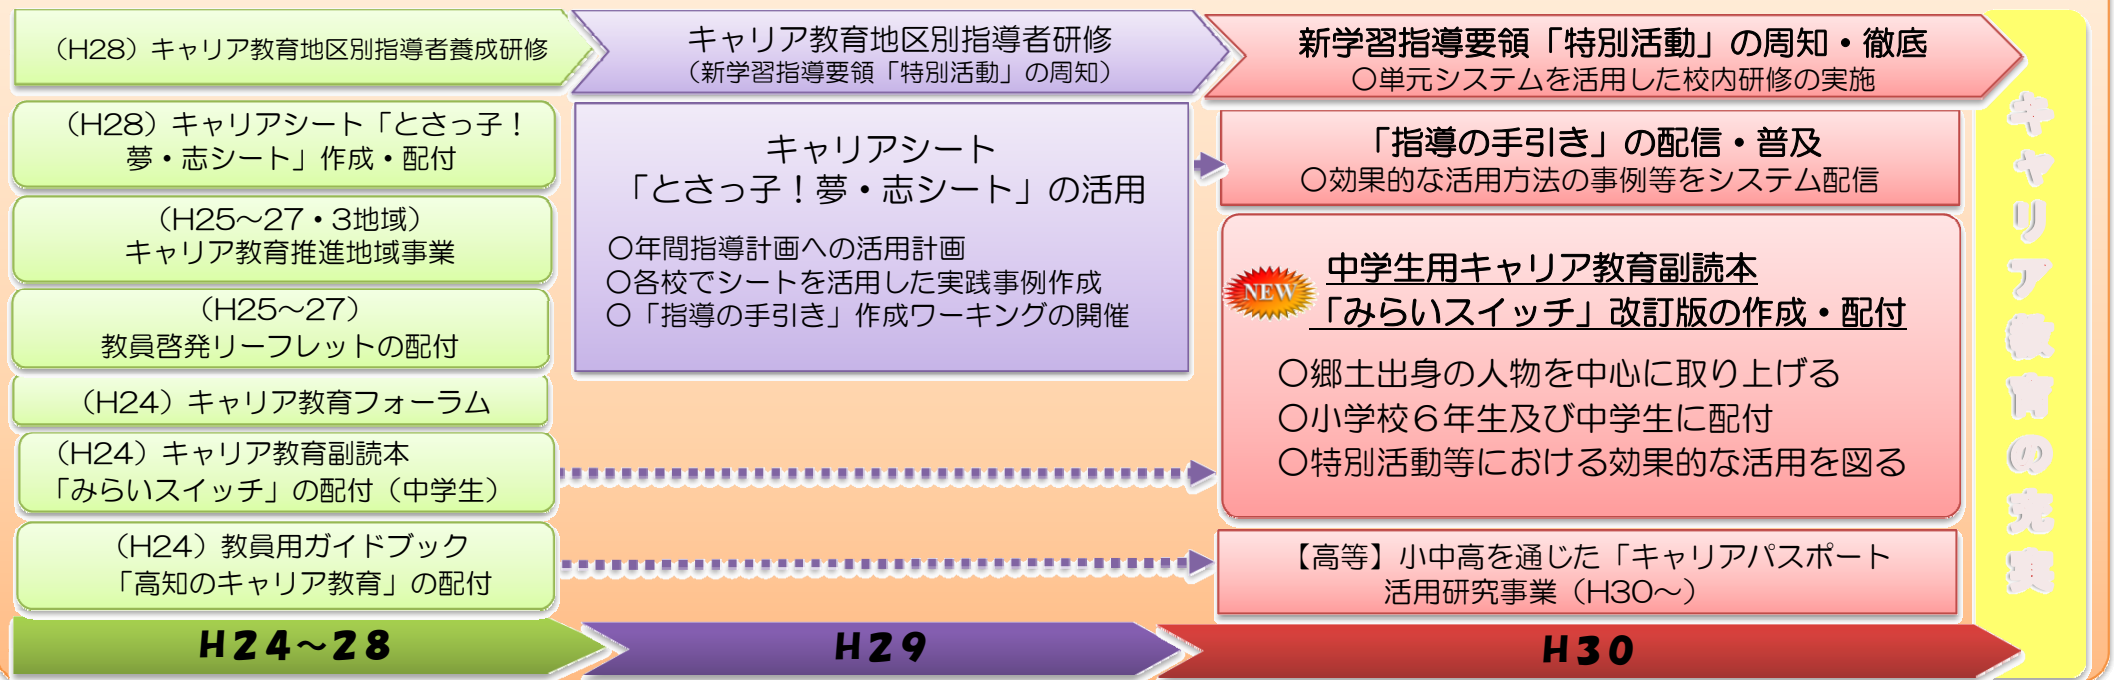 （H28）キャリア教育地区別指導者養成研修
（H28）キャリアシート「とさっ子！
夢・志シート」作成・配付
（H25～27・3地域）
キャリア教育推進地域事業
（H25～27）
教員啓発リーフレットの配付
（H24）キャリア教育フォーラム
（H24）キャリア教育副読本
「みらいスイッチ」の配付（中学生）
（H24）教員用ガイドブック
「高知のキャリア教育」の配付
H24～28
キャリア教育地区別指導者研修
（新学習指導要領「特別活動」の周知）
キャリアシート
「とさっ子！夢・志シート」の活用
○年間指導計画への活用計画
○各校でシートを活用した実践事例作成
○「指導の手引き」作成ワーキングの開催
H29
新学習指導要領「特別活動」の周知・徹底
○単元システムを活用した校内研修の実施
「指導の手引き」の配信・普及
○効果的な活用方法の事例等をシステム配信
NEW
中学生用キャリア教育副読本
「みらいスイッチ」改訂版の作成・配付
○郷土出身の人物を中心に取り上げる
○小学校６年生及び中学生に配付
○特別活動等における効果的な活用を図る
【高等】小中高を通じた「キャリアパスポート
活用研究事業（H30～）
H30
キャリア教育の充実